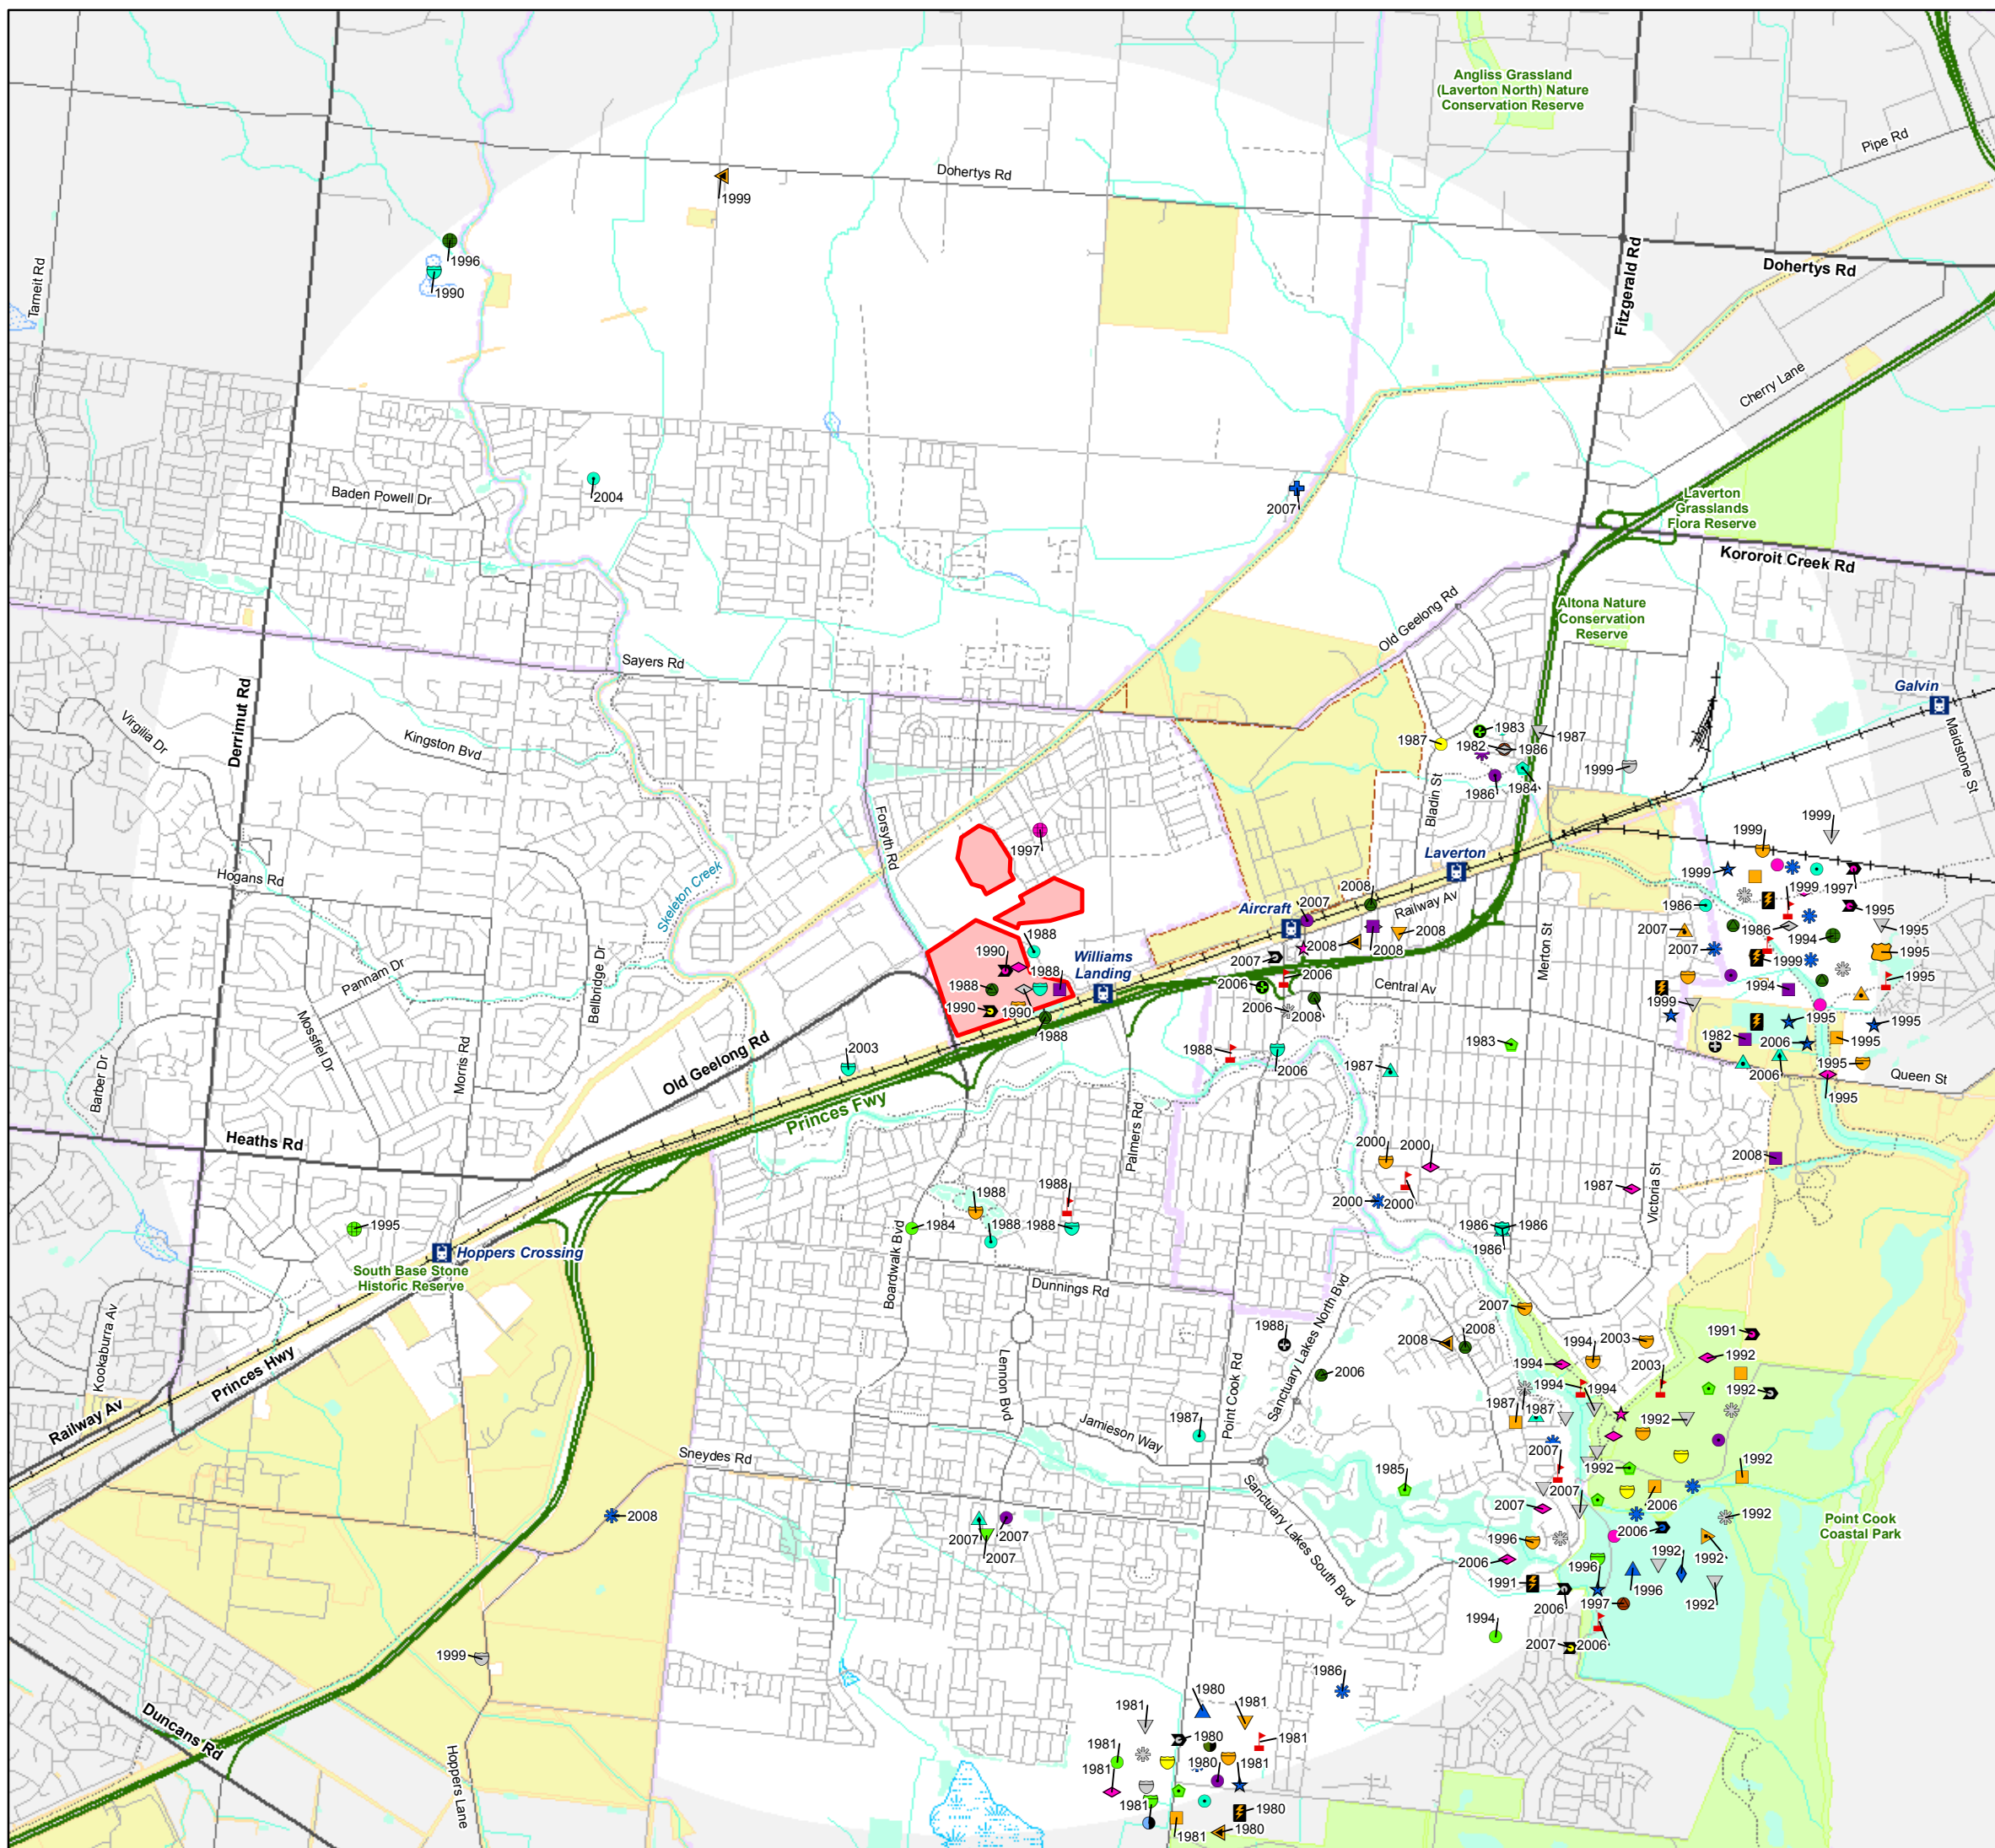 Angliss Grassland
(Laverton North) Nature
Conservation Reserve
Pipe Rd
Dohertys Rd
1999
1996
1990
Tarneit Rd
Fitzgerald Rd
Dohertys Rd
Cherry Lane
Baden Powell Dr
2004
2007
Laverton
Grasslands
Flora Reserve
Kororoit Creek Rd
Altona Nature
Conservation
Reserve
Old Geelong Rd
Sayers Rd
Derrimut Rd
Virgilia Dr
Kingston Bvd
Galvin
Maidstone St
1983
1987
1982
1986
1987
1999
1986
1984
Bladin St
Forsyth Rd
1997
Laverton
1999
1999
1999
1999
1997
1986
1995
Hogans Rd
Skeleton Creek
Aircraft
2007
2008
Railway Av
2008
2008
2008
2007
2007
1986
1994
1995
1995
2007
1999
1995
1994
1999
1988
1990
1988
1988
1990
1990
1988
Williams
Landing
2006
2006
2006
2008
Central Av
Merton St
Pannam Dr
Bellbridge Dr
Mossfiel Dr
Morris Rd
Barber Dr
Old Geelong Rd
2003
Princes Fwy
1988
2006
1987
1983
1982
1995
1995
2006
1995
1995
2006
1995
Queen St
Heaths Rd
Palmers Rd
2000
2000
2000
2000
2008
1987
Victoria St
1995
Hoppers Crossing
South Base Stone
Historic Reserve
1988
1988
1984
1988
1988
Boardwalk Bvd
1986
1986
1986
Dunnings Rd
Kookaburra Av
Princes Hwy
Railway Av
Lennon Bvd
1988
2006
Sanctuary Lakes North Bvd
Point Cook Rd
2007
2008
2008
1994
2003
1991
1992
1994
2003
1994
1994
1992
1987
1987
1992
1987
Jamieson Way
Sneydes Rd
2007
1992
1992
1985
2007
2007
2006
1992
Point Cook
Coastal Park
Sanctuary Lakes South Bvd
2008
2007
2007
2007
1996
2006
2006
1992
1992
1996
1996
1991
2006
1997
1992
1994
2007
2006
1999
Duncans Rd
Hoppers Lane
1986
1980
1981
1981
1980
1981
1981
1981
1980
1981
1981
1980
1980